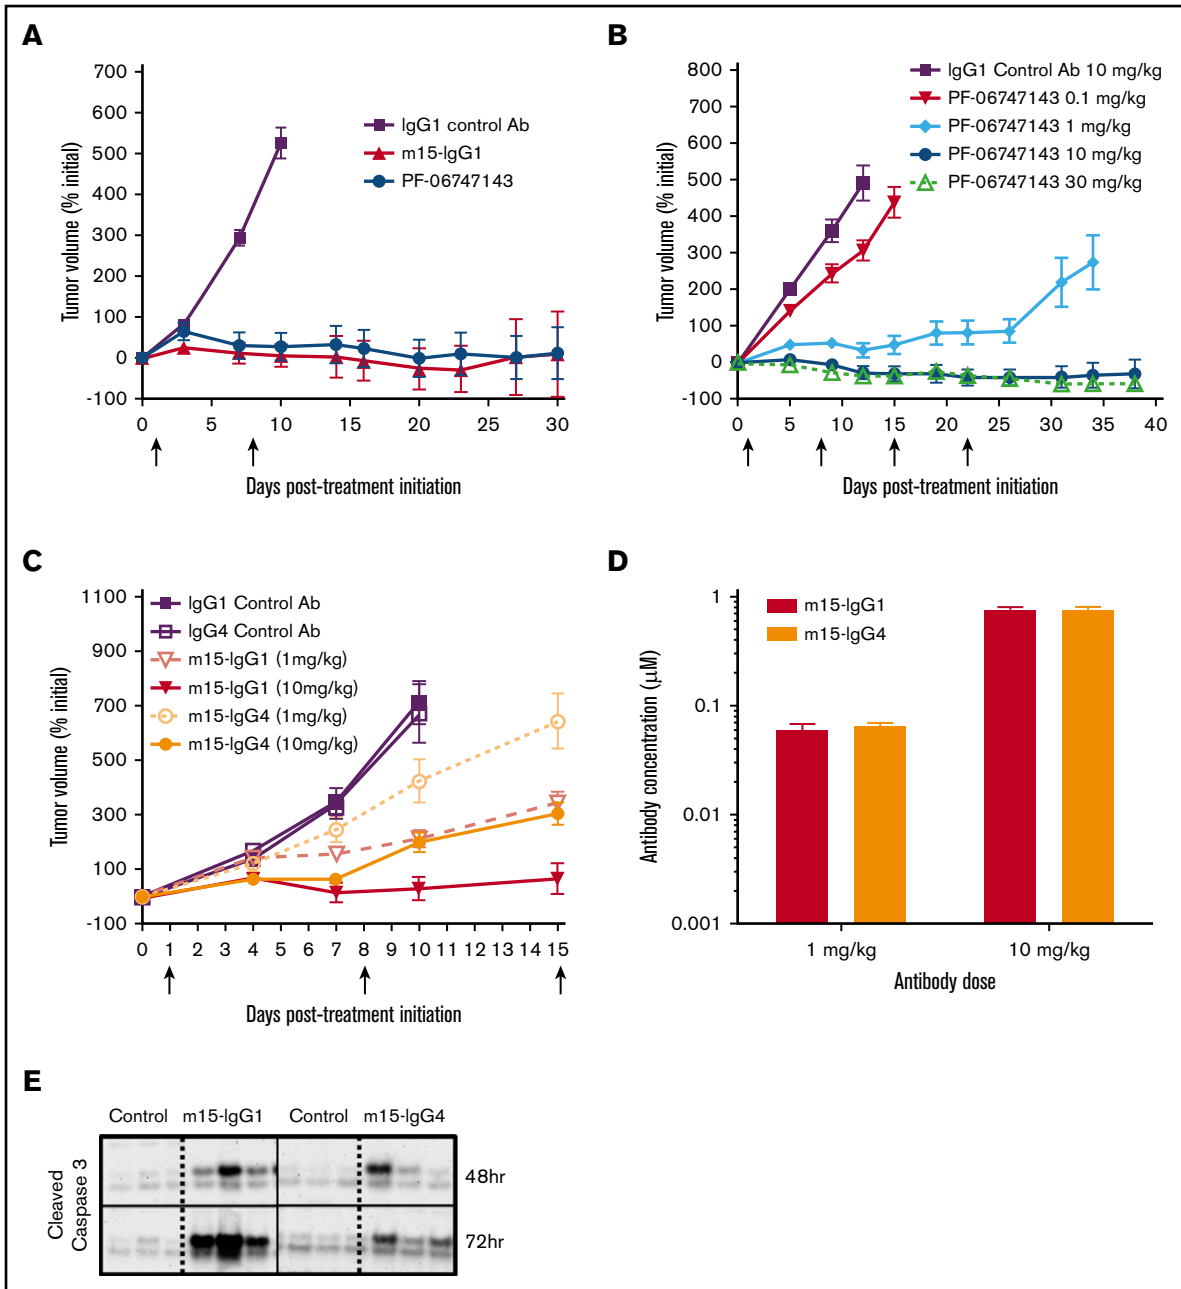 A
Tumor volume (% initial)
700
600
500
400
300
200
100
0
-100
0 5 10 15 20 25 30
Days post-treatment initiation
IgG1 control Ab
m15-IgG1
PF-06747143
B
Tumor volume (% initial)
800
700
600
500
400
300
200
100
0
-100
0 5 10 15 20 25 30 35 40
Days post-treatment initiation
IgG1 Control Ab 10 mg/kg
PF-06747143 0.1 mg/kg
PF-06747143 1 mg/kg
PF-06747143 10 mg/kg
PF-06747143 30 mg/kg
C
Tumor volume (% initial)
1100
900
700
500
300
100
-100
0 1 2 3 4 5 6 7 8 9 10 11 12 13 14 15
Days post-treatment initiation
IgG1 Control Ab
IgG4 Control Ab
m15-IgG1 (1mg/kg)
m15-IgG1 (10mg/kg)
m15-IgG4 (1mg/kg)
m15-IgG4 (10mg/kg)
D
Antibody concentration (μM)
1
0.1
0.01
0.001
1 mg/kg 10 mg/kg
Antibody dose
m15-IgG1
m15-IgG4
E
Control m15-IgG1 Control m15-IgG4
Cleaved
Caspase 3
48hr
72hr